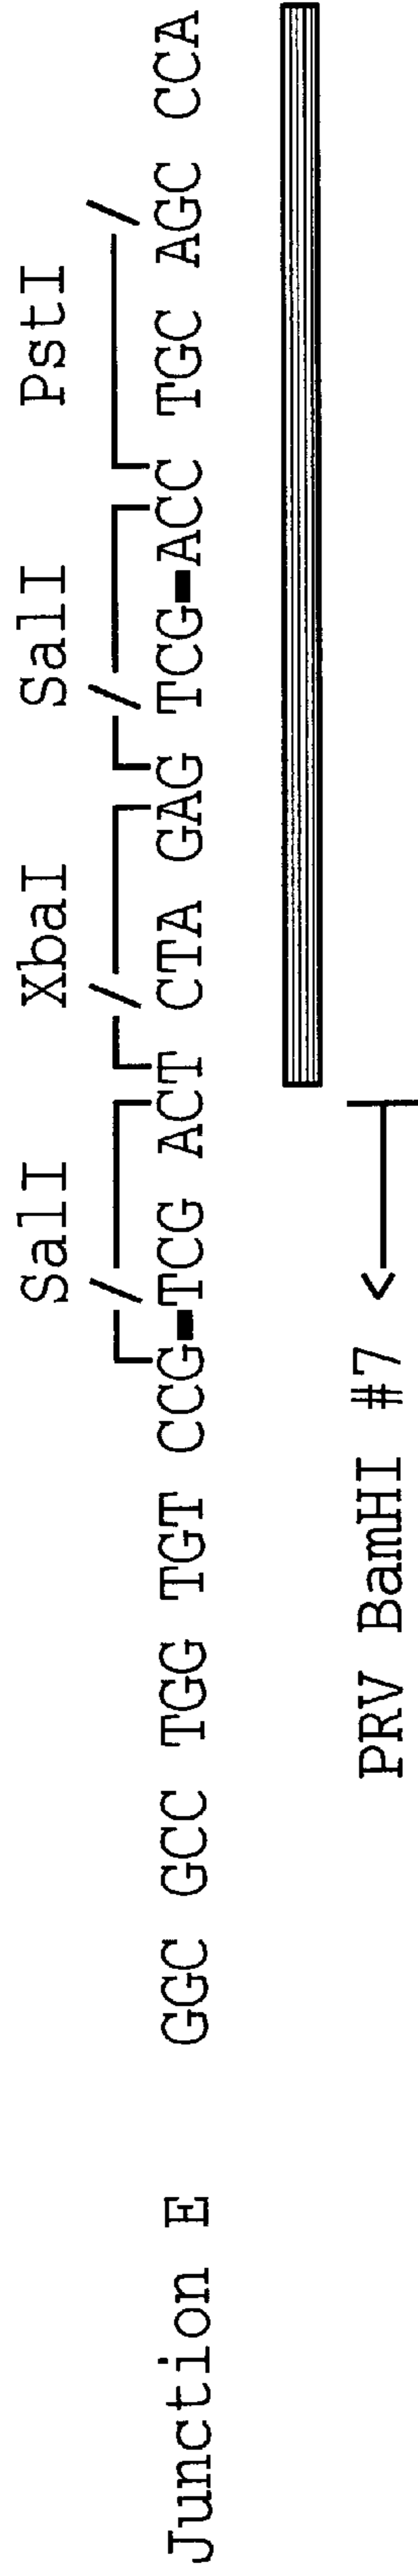 SalI XbaI SalI PstI
Junction E GGC GCC TGG TGT CCG-TCG ACT CTA GAG TCG-ACC TGC AGC CCA
PRV BamHI #7 <